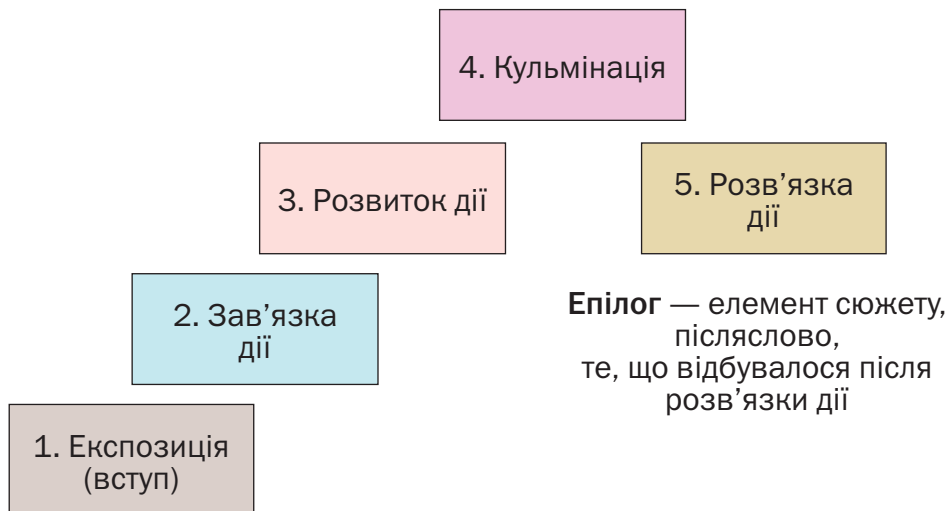 4. Кульмінація
3. Розвиток дії
5. Розв’язка
дії
2. Зав’язка
дії
Епілог — елемент сюжету,
післяслово,
те, що відбувалося після
розв’язки дії
1. Експозиція
(вступ)